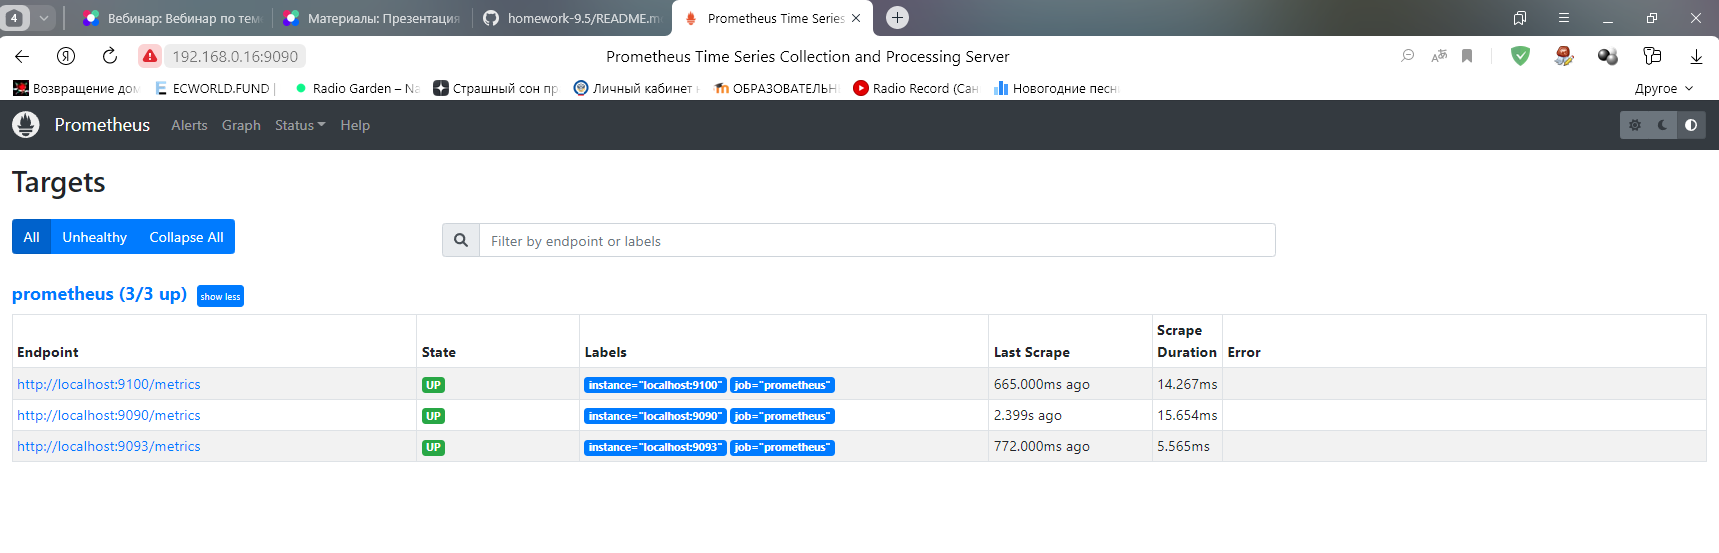 4
Вебинар: Вебинар по тем
Материалы: Презентация
homework-9.5/README.m
Prometheus Time Series
192.168.0.16:9090
Prometheus Time Series Collection and Processing Server
Возвращение дом
ECWORLD.FUND |
Radio Garden – Na
Страшный сон пр
Личный кабинет
ОБРАЗОВАТЕЛЬН
Radio Record (Сан
Новогодние песн
Другое
Prometheus
Alerts
Graph
Status
Help
Targets
All
Unhealthy
Collapse All
Filter by endpoint or labels
prometheus (3/3 up)
show less
Endpoint State Labels Last Scrape Scrape Duration Error
http://localhost:9100/metrics UP instance="localhost:9100" job="prometheus" 665.000ms ago 14.267ms
http://localhost:9090/metrics UP instance="localhost:9090" job="prometheus" 2.399s ago 15.654ms
http://localhost:9093/metrics UP instance="localhost:9093" job="prometheus" 772.000ms ago 5.565ms